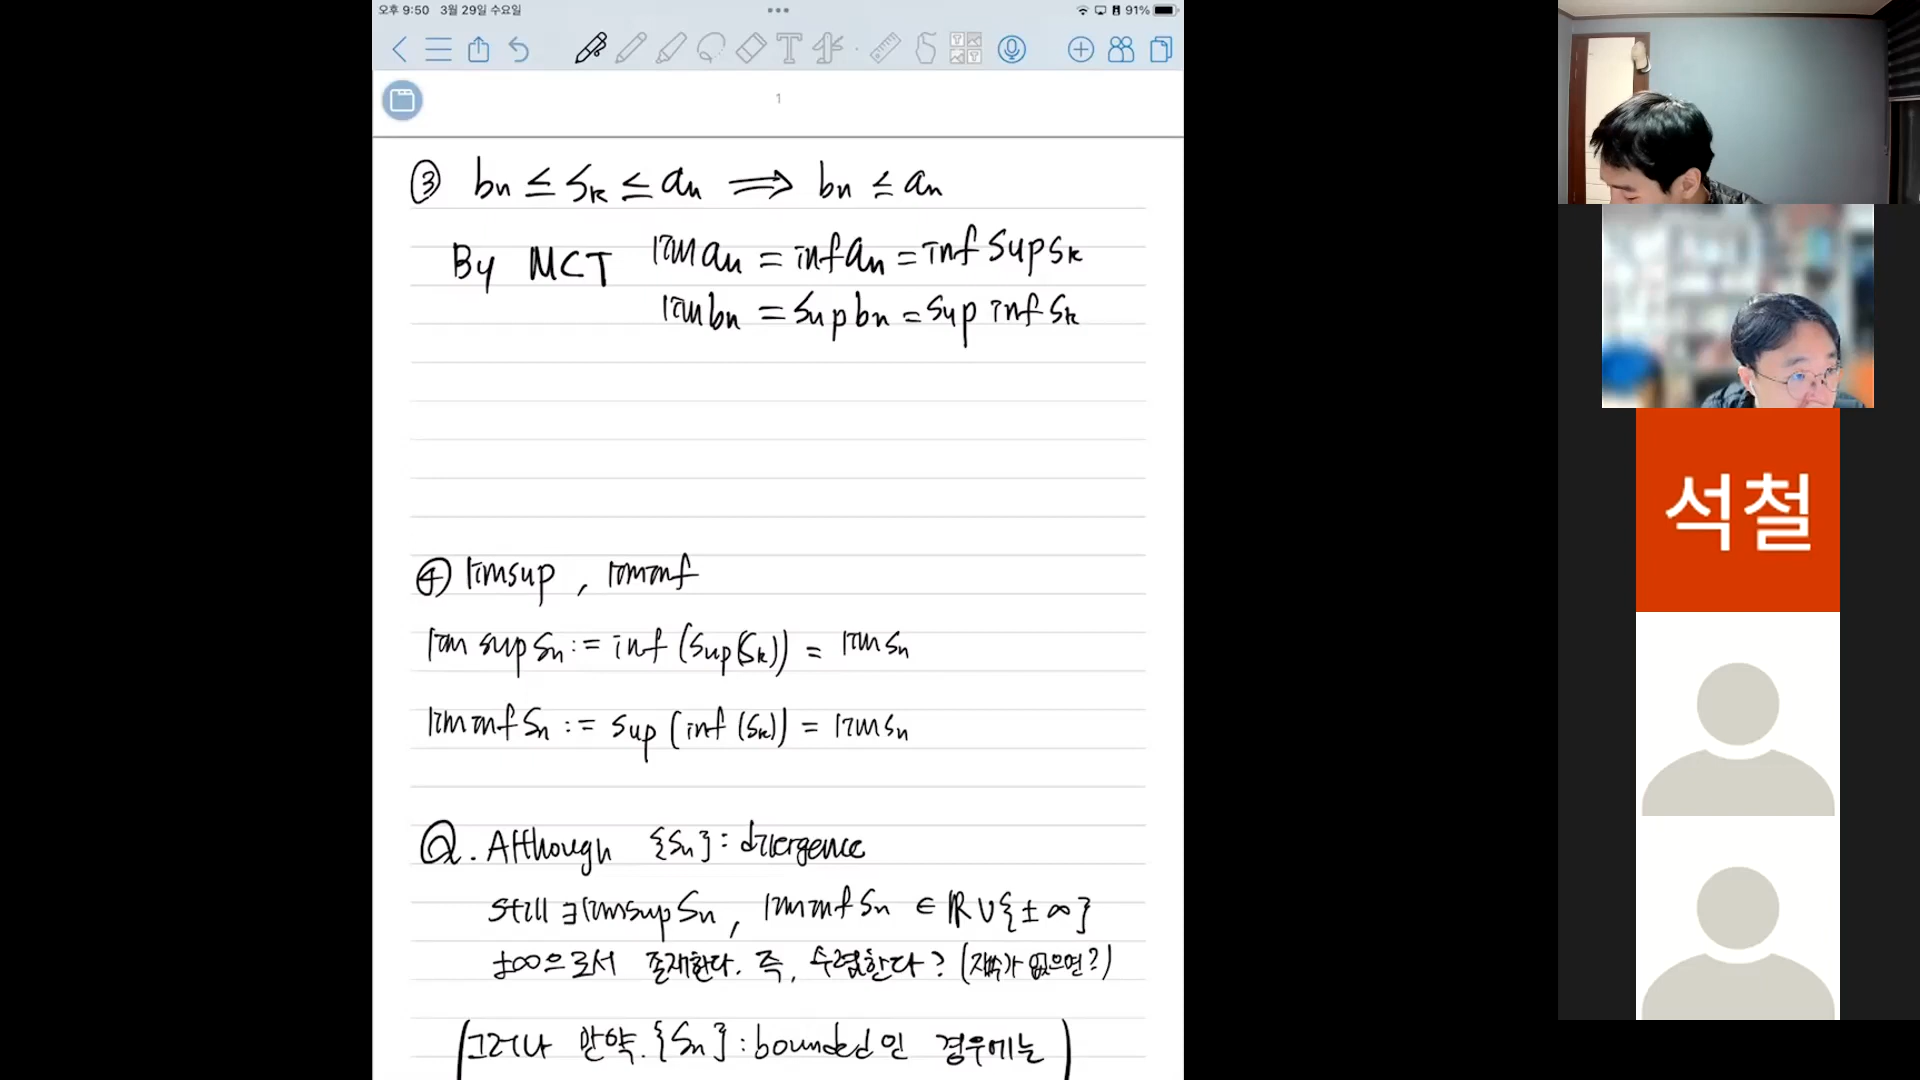 오후 9:50 3월 29일 수요일
91%
1
③ bn ≤ Sk ≤ an ⟹ bn ≤ an
By MCT lim an = inf an = inf sup Sk
lim bn = sup bn = sup inf Sk
④ limsup , liminf
lim sup Sn := inf (sup(Sk)) = lim Sn
lim inf Sn := sup (inf (Sk)) = lim Sn
Q. Although {Sn} : divergence
still ∃ limsup Sn , liminf Sn ∈ ℝ ∪ {± ∞}
±∞으로서 존재한다. 즉, 수렴한다? (가 없으면?)
(그러나 만약. {Sn} : bounded인 경우에는)
석철